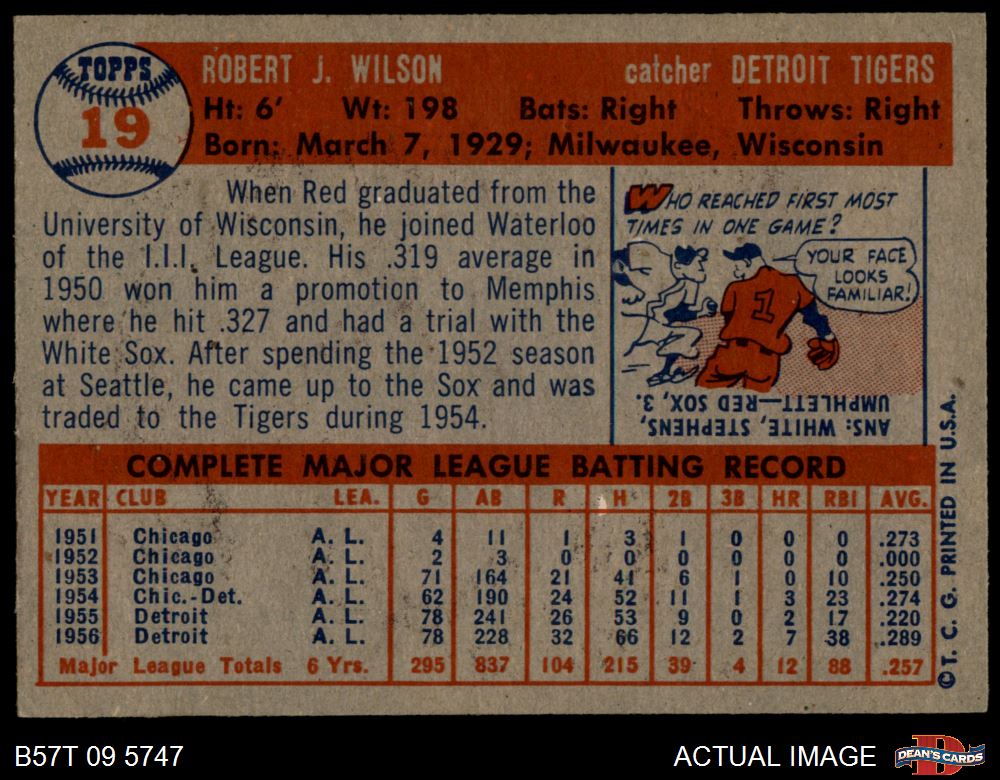 TOPPS
19
ROBERT J. WILSON catcher DETROIT TIGERS
Ht: 6' Wt: 198 Bats: Right Throws: Right
Born: March 7, 1929; Milwaukee, Wisconsin
When Red graduated from the
University of Wisconsin, he joined Waterloo
of the I.I.I. League. His .319 average in
1950 won him a promotion to Memphis
where he hit .327 and had a trial with the
White Sox. After spending the 1952 season
at Seattle, he came up to the Sox and was
traded to the Tigers during 1954.
WHO REACHED FIRST MOST
TIMES IN ONE GAME?
YOUR FACE
LOOKS
FAMILIAR!
1
ANS: WHITE, STEPHENS,
UMPHLETT—RED SOX, 3.
COMPLETE MAJOR LEAGUE BATTING RECORD
YEAR CLUB LEA. G AB R H 2B 3B HR RBI AVG.
1951 Chicago A. L. 4 11 1 3 1 0 0 0 .273
1952 Chicago A. L. 2 3 0 0 0 0 0 0 .000
1953 Chicago A. L. 71 164 21 41 6 1 0 10 .250
1954 Chic.-Det. A. L. 62 190 24 52 11 1 3 23 .274
1955 Detroit A. L. 78 241 26 53 9 0 2 17 .220
1956 Detroit A. L. 78 228 32 66 12 2 7 38 .289
Major League Totals 6 Yrs. 295 837 104 215 39 4 12 88 .257
©T. C. G. PRINTED IN U.S.A.
B57T 09 5747
ACTUAL IMAGE
D
DEAN'S CARDS